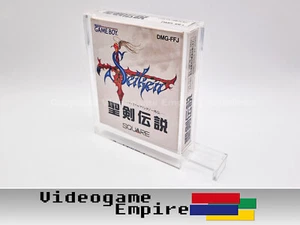 GAME BOY
DMG-FFJ
Seiken
聖剣伝説
SQUARE
Videogame
Empire